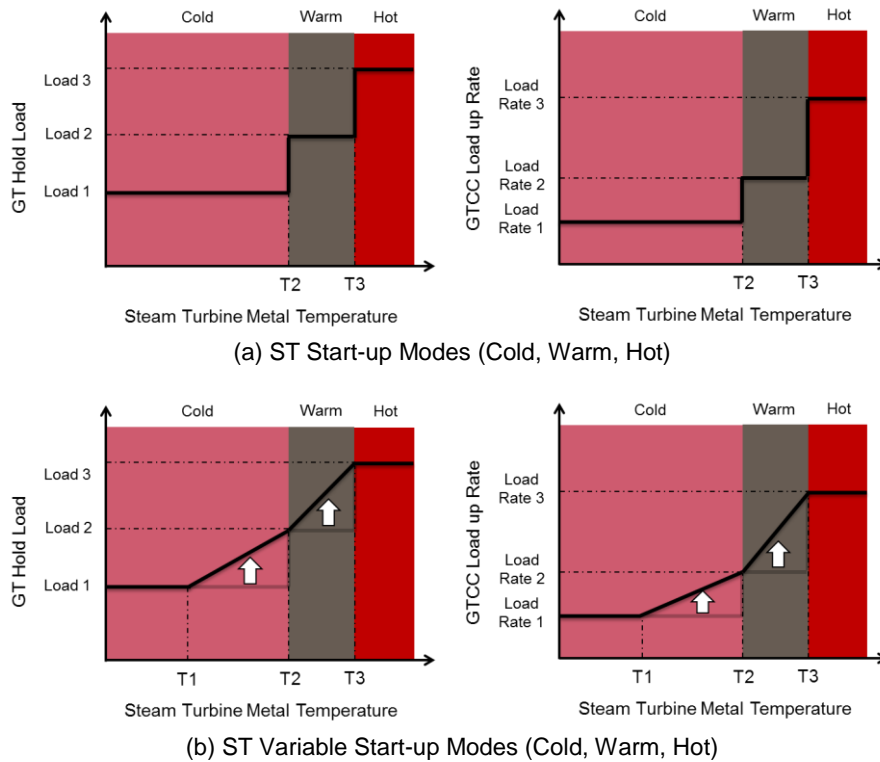 Cold Warm Hot
GT Hold Load
Load 3
Load 2
Load 1
T2 T3
Steam Turbine Metal Temperature
Cold Warm Hot
GTCC Load up Rate
Load
Rate 3
Load
Rate 2
Load
Rate 1
T2 T3
Steam Turbine Metal Temperature
(a) ST Start-up Modes (Cold, Warm, Hot)
Cold Warm Hot
GT Hold Load
Load 3
Load 2
Load 1
T1 T2 T3
Steam Turbine Metal Temperature
Cold Warm Hot
GTCC Load up Rate
Load
Rate 3
Load
Rate 2
Load
Rate 1
T1 T2 T3
Steam Turbine Metal Temperature
(b) ST Variable Start-up Modes (Cold, Warm, Hot)